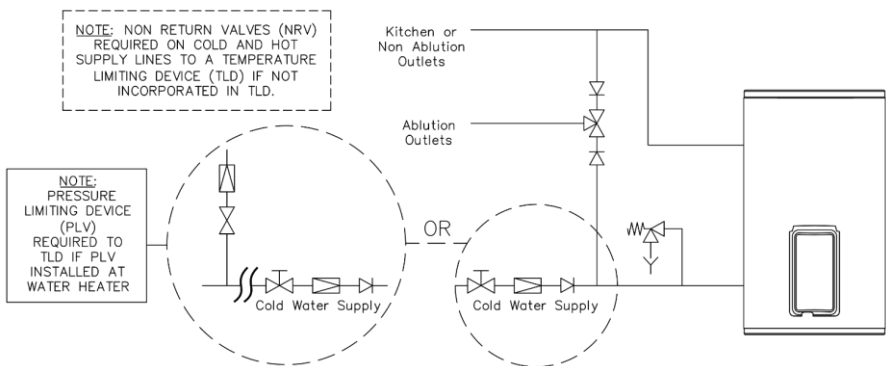 NOTE: NON RETURN VALVES (NRV)
REQUIRED ON COLD AND HOT
SUPPLY LINES TO A TEMPERATURE
LIMITING DEVICE (TLD) IF NOT
INCORPORATED IN TLD.
Kitchen or
Non Ablution
Outlets
Ablution
Outlets
NOTE:
PRESSURE
LIMITING DEVICE
(PLV)
REQUIRED TO
TLD IF PLV
INSTALLED AT
WATER HEATER
OR
Cold Water Supply
Cold Water Supply